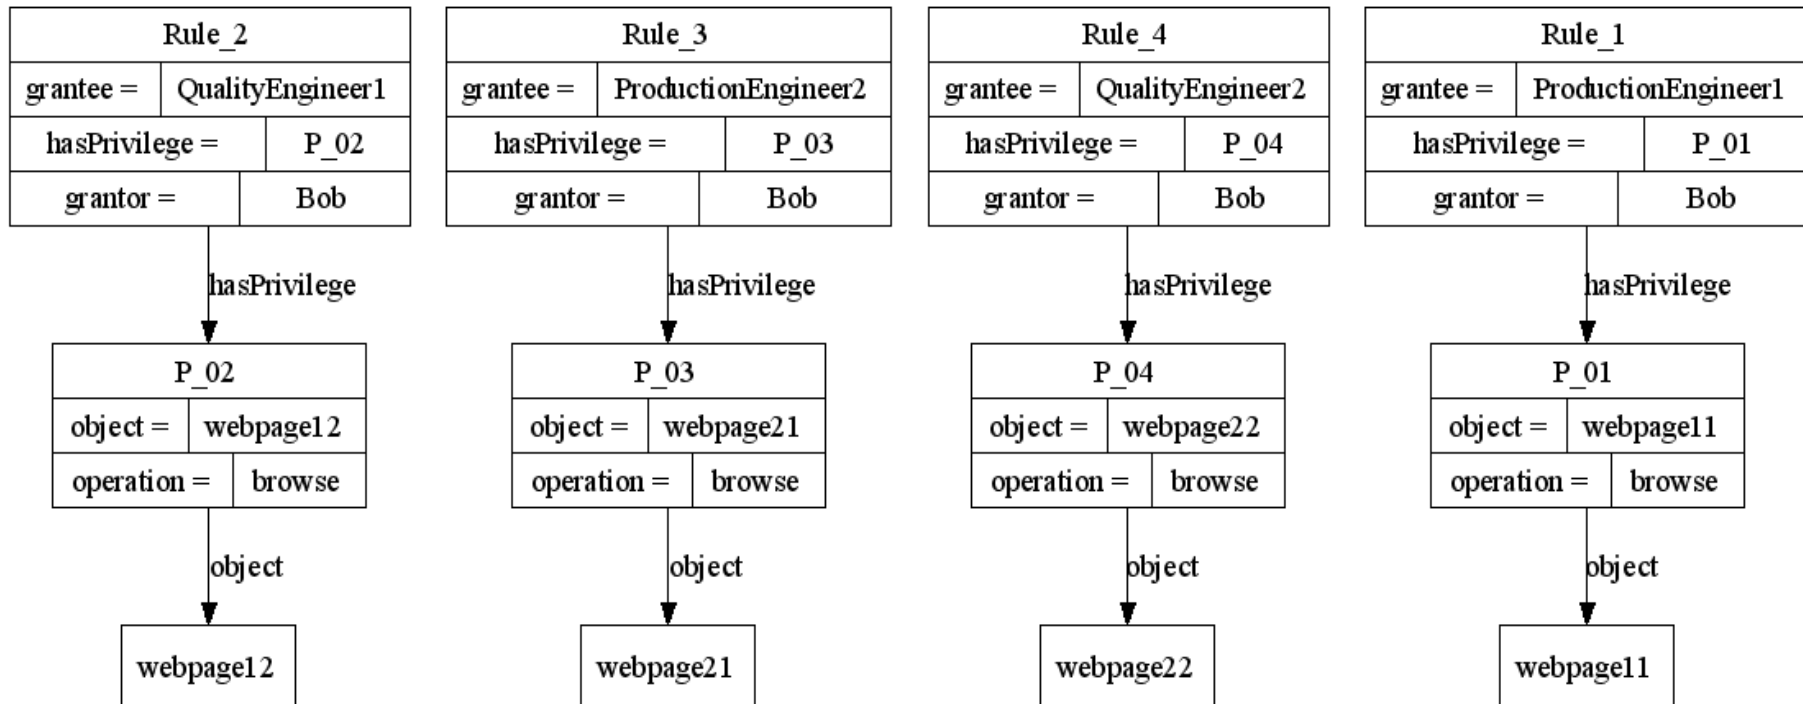 Rule_2
grantee = QualityEngineer1
hasPrivilege = P_02
grantor = Bob
hasPrivilege
P_02
object = webpage12
operation = browse
object
webpage12
Rule_3
grantee = ProductionEngineer2
hasPrivilege = P_03
grantor = Bob
hasPrivilege
P_03
object = webpage21
operation = browse
object
webpage21
Rule_4
grantee = QualityEngineer2
hasPrivilege = P_04
grantor = Bob
hasPrivilege
P_04
object = webpage22
operation = browse
object
webpage22
Rule_1
grantee = ProductionEngineer1
hasPrivilege = P_01
grantor = Bob
hasPrivilege
P_01
object = webpage11
operation = browse
object
webpage11